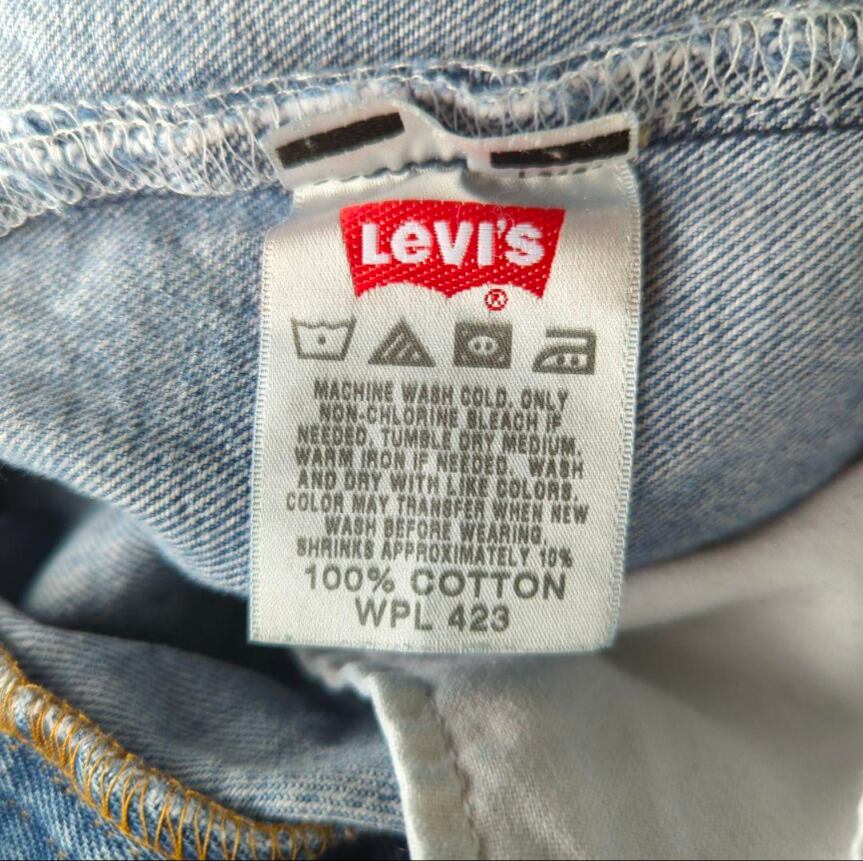 LeVI'S
®
MACHINE WASH COLD, ONLY
NON-CHLORINE BLEACH IF
NEEDED. TUMBLE DRY MEDIUM.
WARM IRON IF NEEDED. WASH
AND DRY WITH LIKE COLORS.
COLOR MAY TRANSFER WHEN NEW
WASH BEFORE WEARING.
SHRINKS APPROXIMATELY 10%
100% COTTON
WPL 423